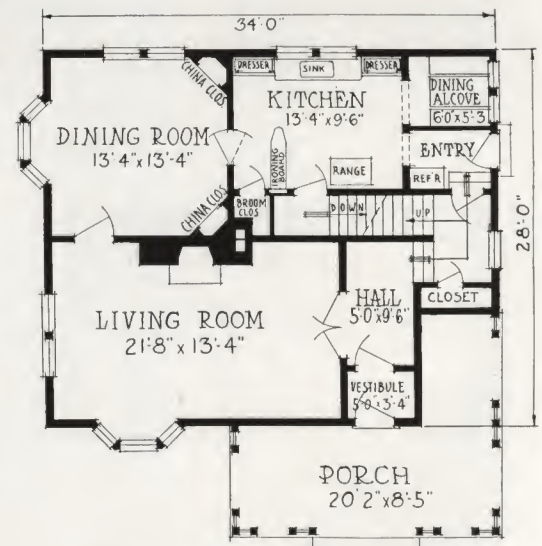 34'-0"
DRESSER
SINK
DRESSER
CHINA CLOS
KITCHEN
13'-4"x9'-6"
DINING
ALCOVE
6'0"x5'-3
DINING ROOM
13'4"x13'-4"
ENTRY
IRONING
BOARD
RANGE
REF'R
CHINA CLOS
BROOM
CLOS
DOWN
UP
28'-0"
LIVING ROOM
21'-8"x13'-4"
HALL
5'-0"x9'-6"
CLOSET
VESTIBULE
5'-0"x3'-4"
PORCH
20'2"x8'-5"